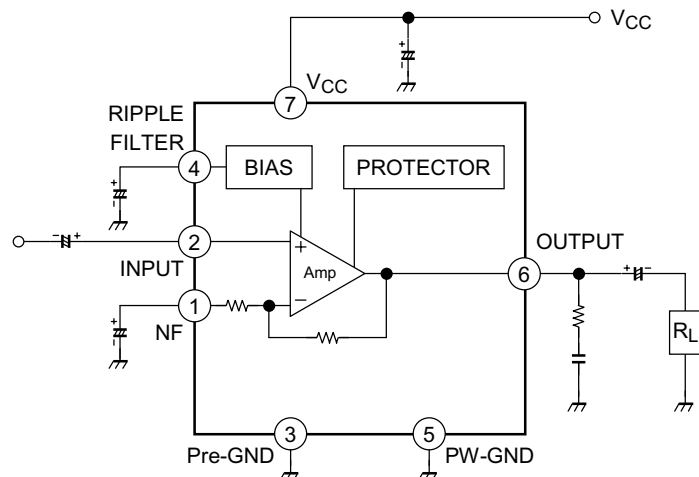 VCC
VCC
7
RIPPLE
FILTER
4
BIAS
PROTECTOR
+ -
+ -
- +
2
INPUT
+
Amp
-
OUTPUT
6
+ -
1
NF
+ -
RL
3
Pre-GND
5
PW-GND